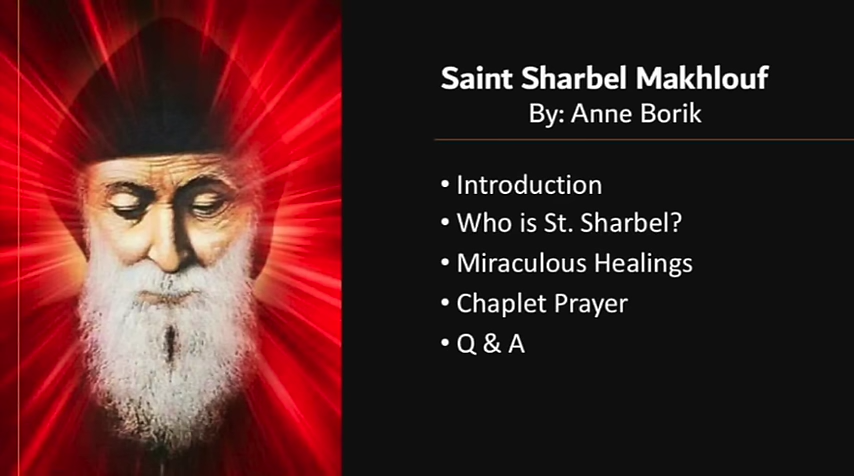 Saint Sharbel Makhlouf
By: Anne Borik
• Introduction
• Who is St. Sharbel?
• Miraculous Healings
• Chaplet Prayer
• Q & A